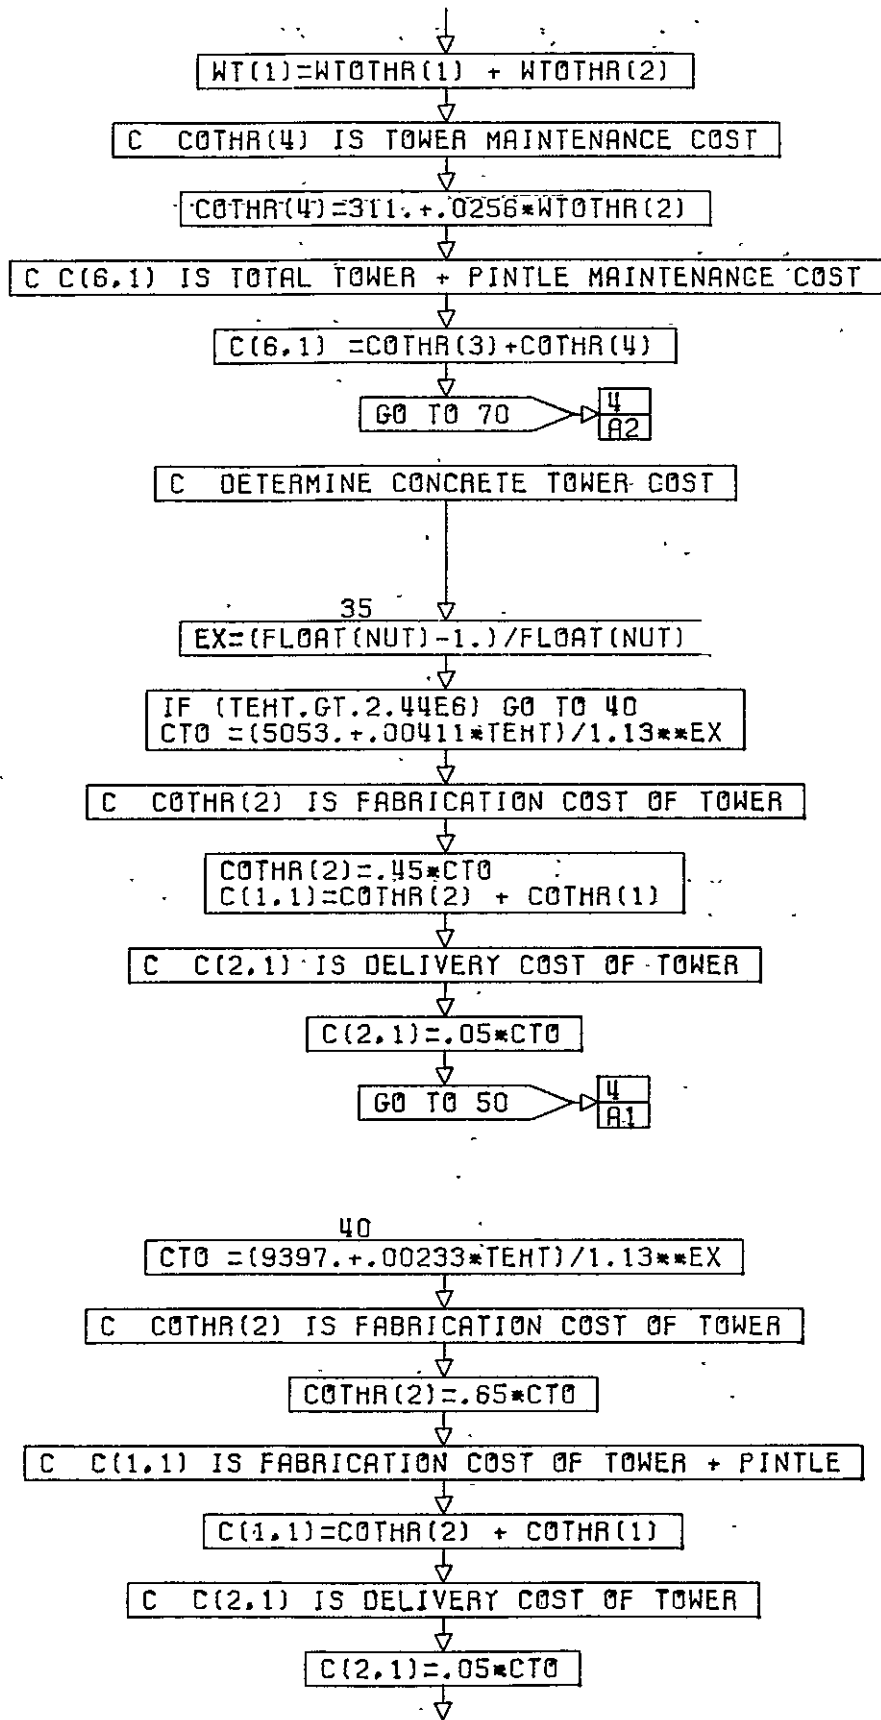 WT(1)=WTOTHR(1) + WTOTHR(2)
C COTHR(4) IS TOWER MAINTENANCE COST
COTHR(4)=311.+.0256*WTOTHR(2)
C C(6,1) IS TOTAL TOWER + PINTLE MAINTENANCE COST
C(6,1) =COTHR(3)+COTHR(4)
GO TO 70
4
A2
C DETERMINE CONCRETE TOWER COST
35
EX=(FLOAT(NUT)-1.)/FLOAT(NUT)
IF (TEHT.GT.2.44E6) GO TO 40
CTO =(5053.+.00411*TEHT)/1.13**EX
C COTHR(2) IS FABRICATION COST OF TOWER
COTHR(2)=.45*CTO
C(1,1)=COTHR(2) + COTHR(1)
C C(2,1) IS DELIVERY COST OF TOWER
C(2,1)=.05*CTO
GO TO 50
4
A1
40
CTO =(9397.+.00233*TEHT)/1.13**EX
C COTHR(2) IS FABRICATION COST OF TOWER
COTHR(2)=.65*CTO
C C(1,1) IS FABRICATION COST OF TOWER + PINTLE
C(1,1)=COTHR(2) + COTHR(1)
C C(2,1) IS DELIVERY COST OF TOWER
C(2,1)=.05*CTO